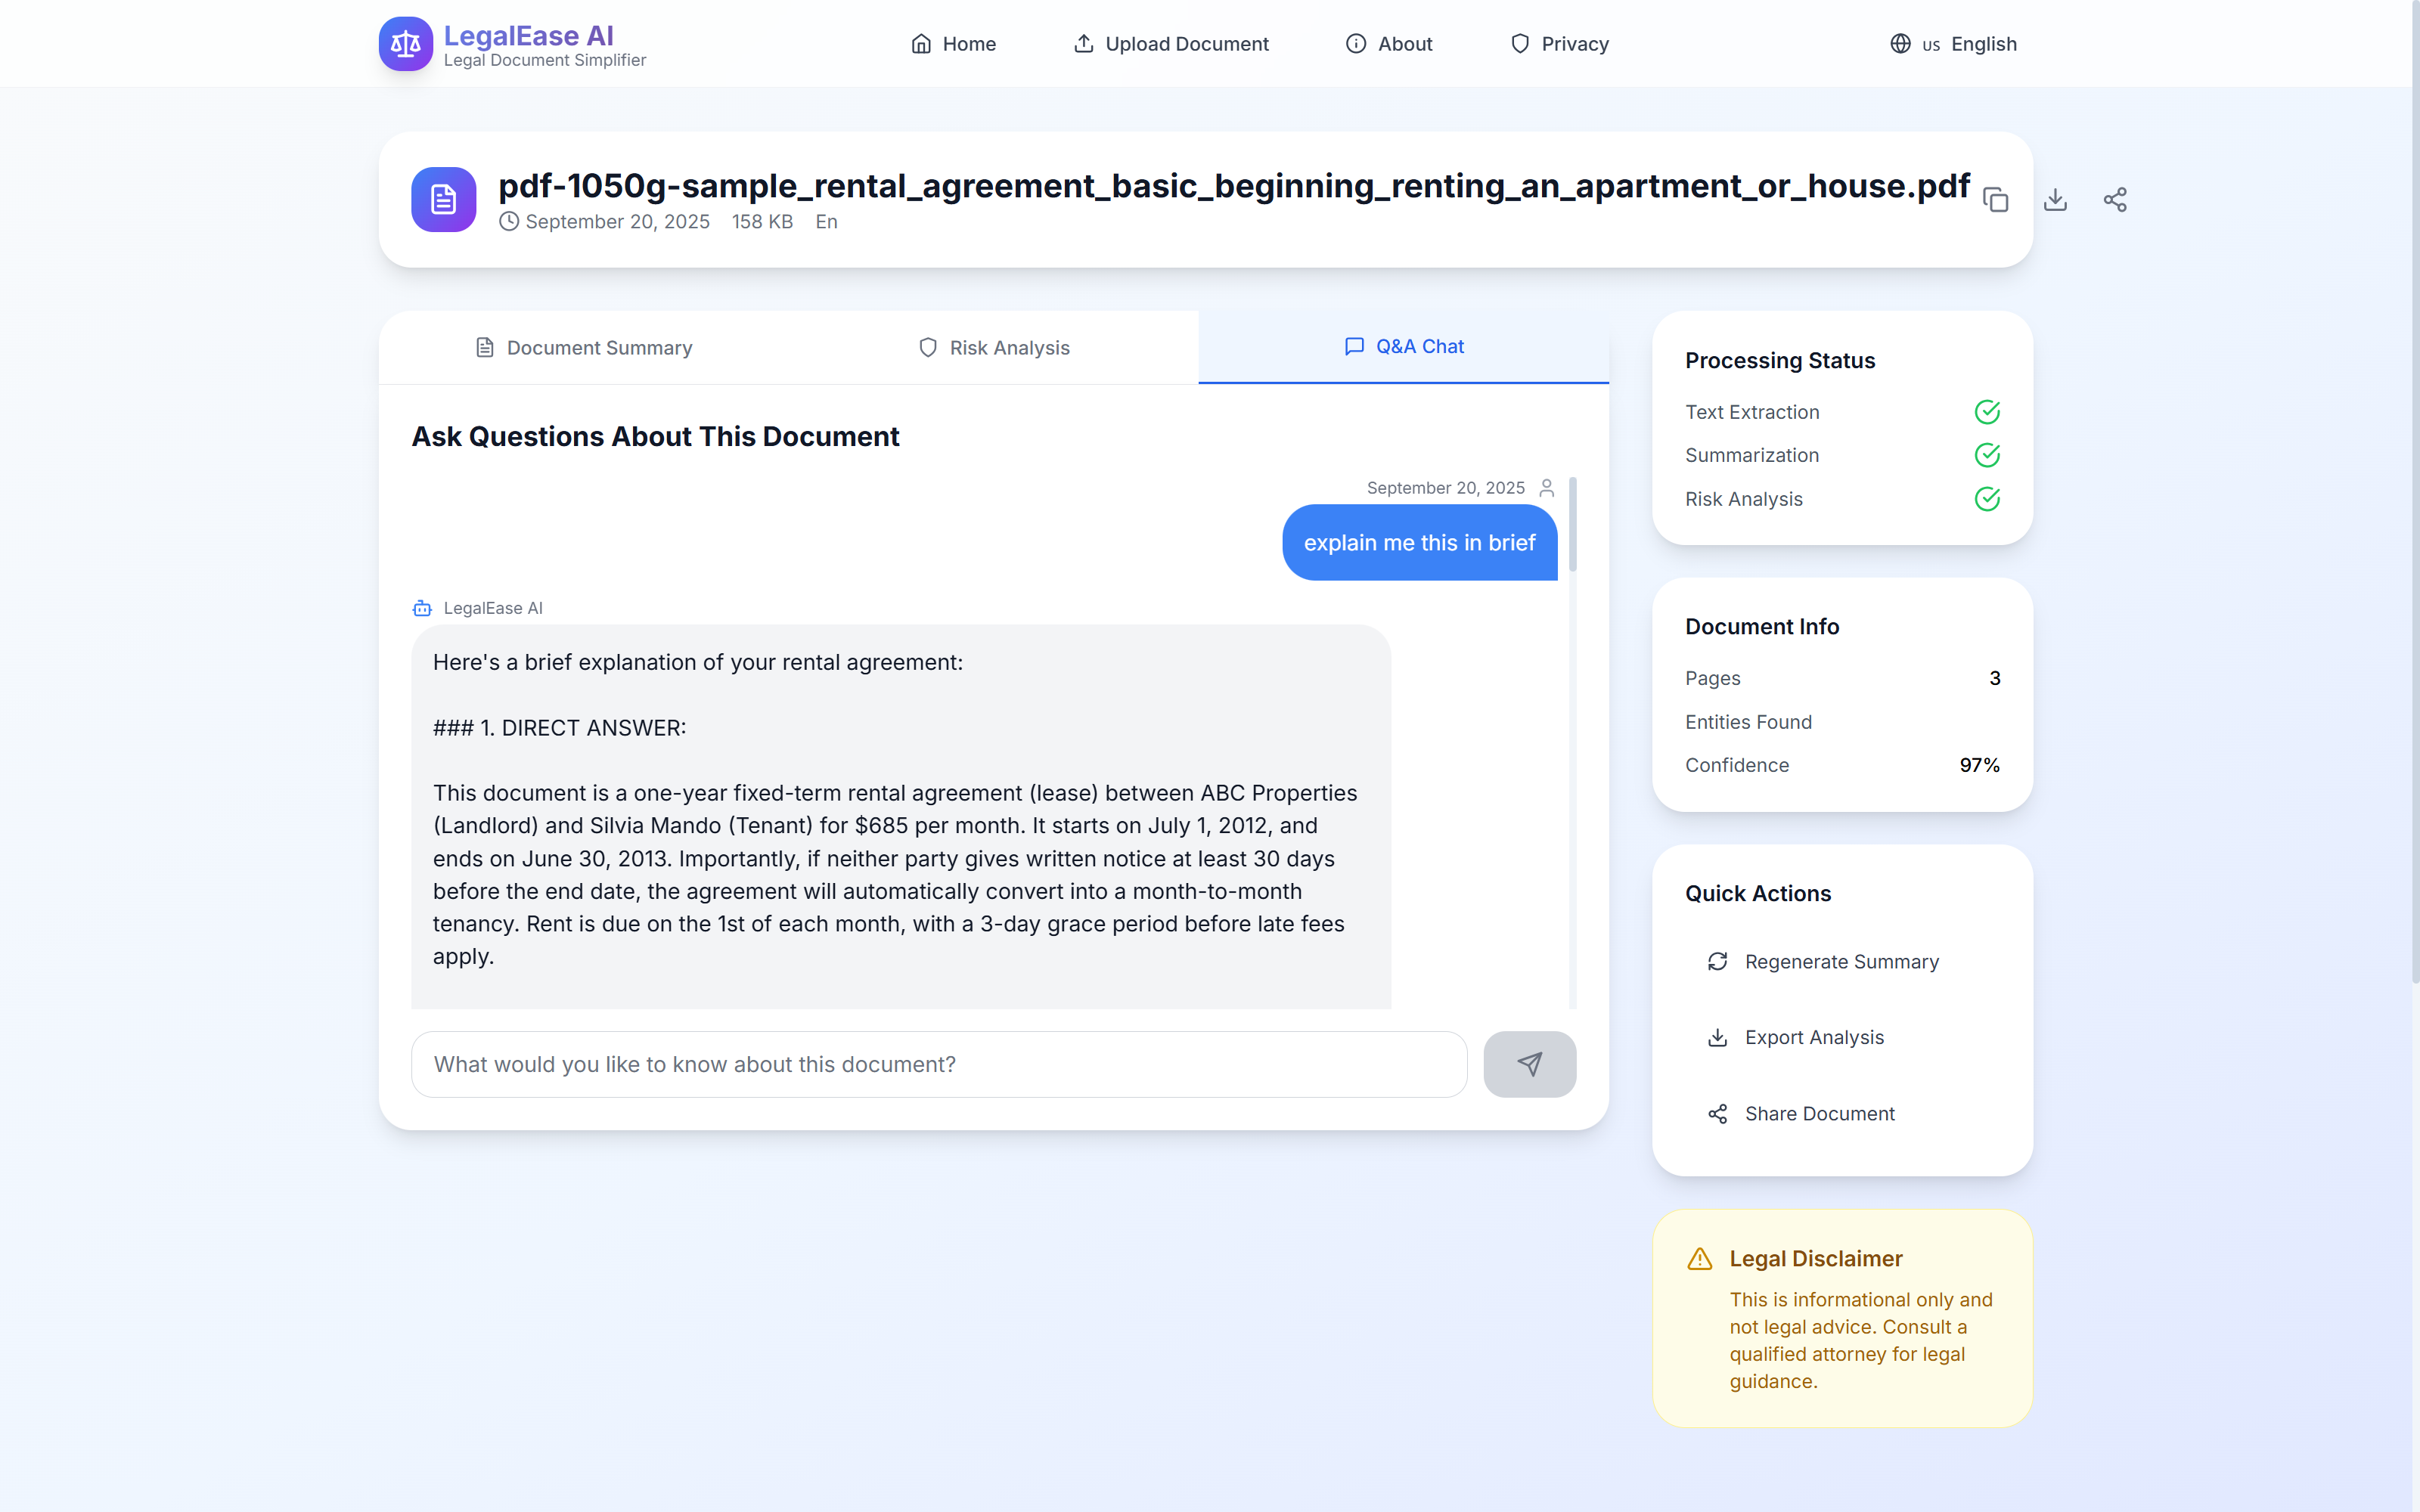 LegalEase AI
Legal Document Simplifier
Home
Upload Document
About
Privacy
US English
pdf-1050g-sample_rental_agreement_basic_beginning_renting_an_apartment_or_house.pdf
September 20, 2025 158 KB En
Document Summary
Risk Analysis
Q&A Chat
Ask Questions About This Document
September 20, 2025
explain me this in brief
LegalEase AI
Here's a brief explanation of your rental agreement:
### 1. DIRECT ANSWER:
This document is a one-year fixed-term rental agreement (lease) between ABC Properties
(Landlord) and Silvia Mando (Tenant) for $685 per month. It starts on July 1, 2012, and
ends on June 30, 2013. Importantly, if neither party gives written notice at least 30 days
before the end date, the agreement will automatically convert into a month-to-month
tenancy. Rent is due on the 1st of each month, with a 3-day grace period before late fees
apply.
What would you like to know about this document?
Processing Status
Text Extraction
Summarization
Risk Analysis
Document Info
Pages 3
Entities Found
Confidence 97%
Quick Actions
Regenerate Summary
Export Analysis
Share Document
Legal Disclaimer
This is informational only and
not legal advice. Consult a
qualified attorney for legal
guidance.